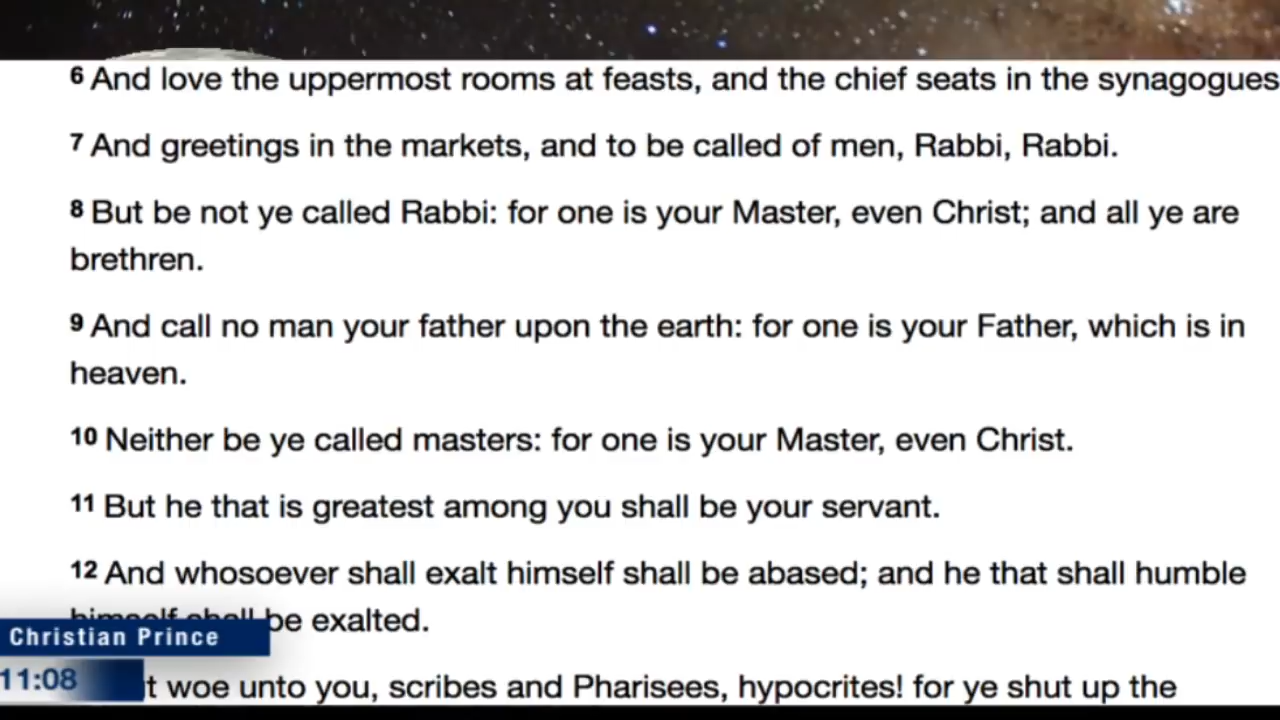 6 And love the uppermost rooms at feasts, and the chief seats in the synagogues
7 And greetings in the markets, and to be called of men, Rabbi, Rabbi.
8 But be not ye called Rabbi: for one is your Master, even Christ; and all ye are
brethren.
9 And call no man your father upon the earth: for one is your Father, which is in
heaven.
10 Neither be ye called masters: for one is your Master, even Christ.
11 But he that is greatest among you shall be your servant.
12 And whosoever shall exalt himself shall be abased; and he that shall humble
himself shall be exalted.
Christian Prince
11:08
t woe unto you, scribes and Pharisees, hypocrites! for ye shut up the